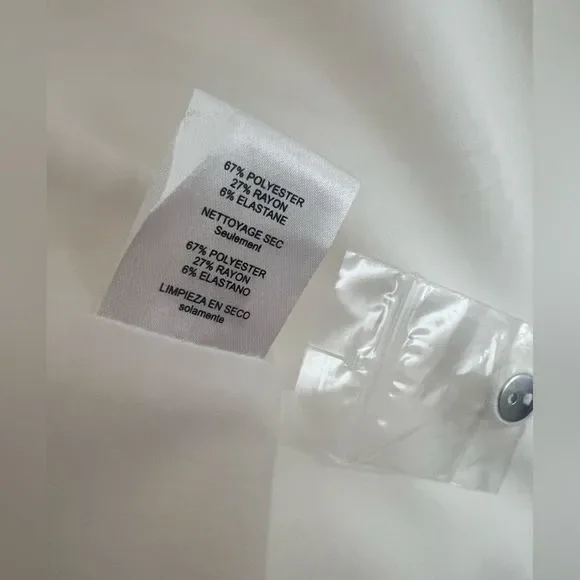 67% POLYESTER
27% RAYON
6% ELASTANE
NETTOYAGE SEC
Seulement
67% POLYESTER
27% RAYON
6% ELASTANO
LIMPIEZA EN SECO
solamente